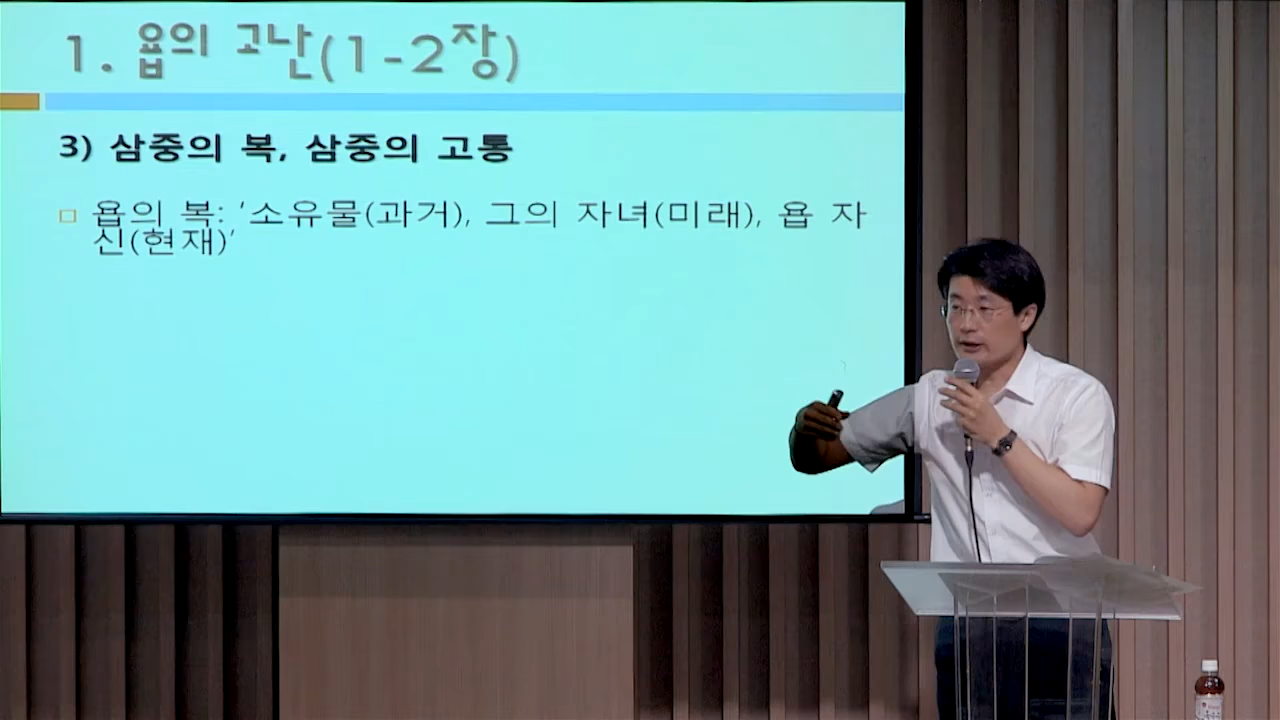 1. 욥의 고난(1-2장)
3) 삼중의 복, 삼중의 고통
욥의 복: '소유물(과거), 그의 자녀(미래), 욥 자
신(현재)'